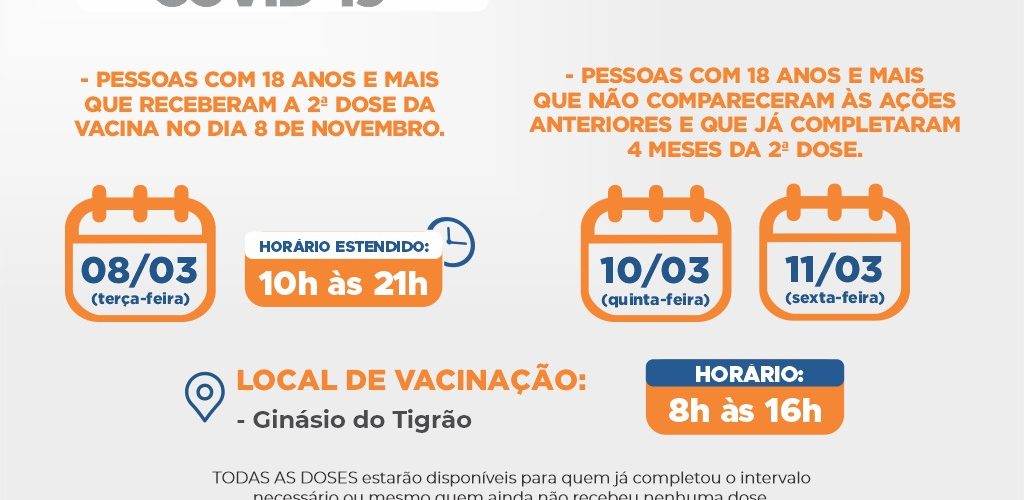 COVID-19
- PESSOAS COM 18 ANOS E MAIS
QUE RECEBERAM A 2ª DOSE DA
VACINA NO DIA 8 DE NOVEMBRO.
08/03
(terça-feira)
HORÁRIO ESTENDIDO:
10h às 21h
- PESSOAS COM 18 ANOS E MAIS
QUE NÃO COMPARECERAM ÀS AÇÕES
ANTERIORES E QUE JÁ COMPLETARAM
4 MESES DA 2ª DOSE.
10/03
(quinta-feira)
11/03
(sexta-feira)
LOCAL DE VACINAÇÃO:
- Ginásio do Tigrão
HORÁRIO:
8h às 16h
TODAS AS DOSES estarão disponíveis para quem já completou o intervalo
necessário ou mesmo quem ainda não recebeu nenhuma dose